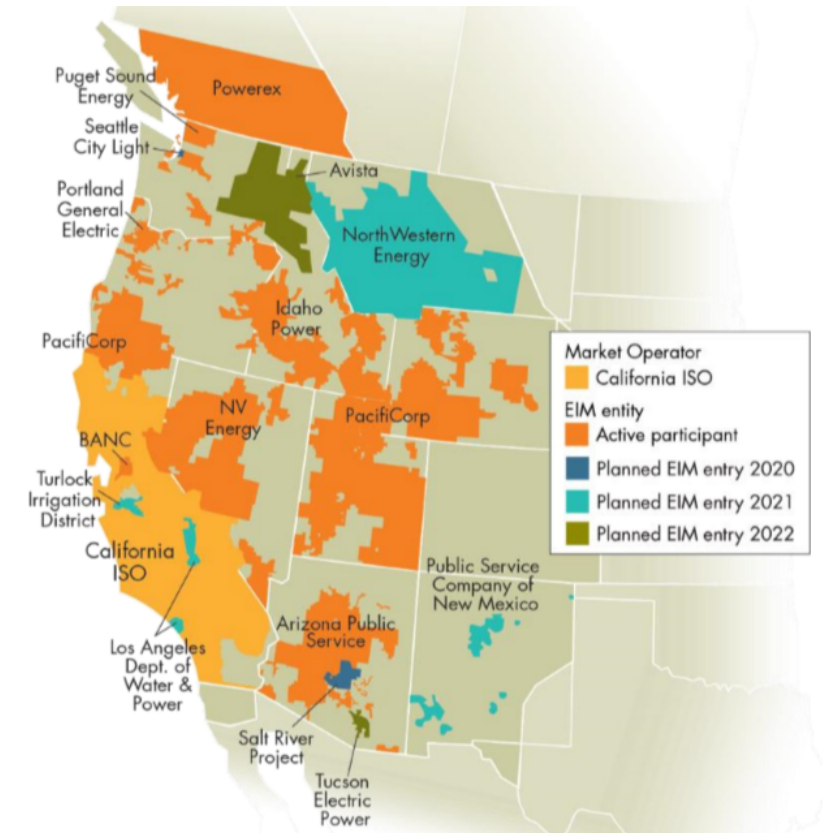 Powerex
Puget Sound
Energy
Seattle
City Light
Avista
Portland
General
Electric
NorthWestern
Energy
Idaho
Power
PacifiCorp
NV
Energy
PacifiCorp
BANC
Turlock
Irrigation
District
California
ISO
Public Service
Company of
New Mexico
Arizona Public
Service
Los Angeles
Dept. of
Water &
Power
Salt River
Project
Tucson
Electric
Power
Market Operator
California ISO
EIM entity
Active participant
Planned EIM entry 2020
Planned EIM entry 2021
Planned EIM entry 2022